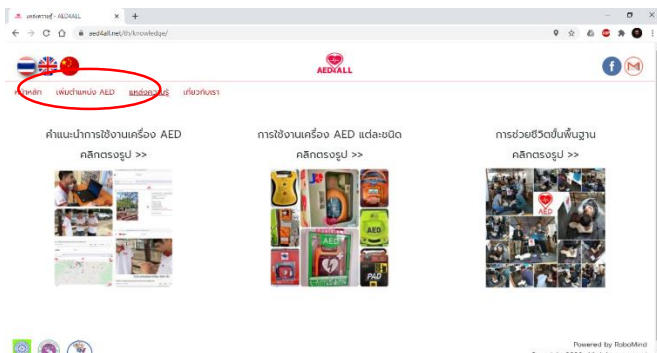 แหล่งความรู้ - AED4ALL
aed4all.net/th/knowledge/
AED4ALL
หน้าหลัก เพิ่มตำแหน่ง AED แหล่งความรู้ เกี่ยวกับเรา
คำแนะนำการใช้งานเครื่อง AED
คลิกตรงรูป >>
การใช้งานเครื่อง AED แต่ละชนิด
คลิกตรงรูป >>
การช่วยชีวิตขั้นพื้นฐาน
คลิกตรงรูป >>
AED
AED
PAD
AED
Powered by RoboMind